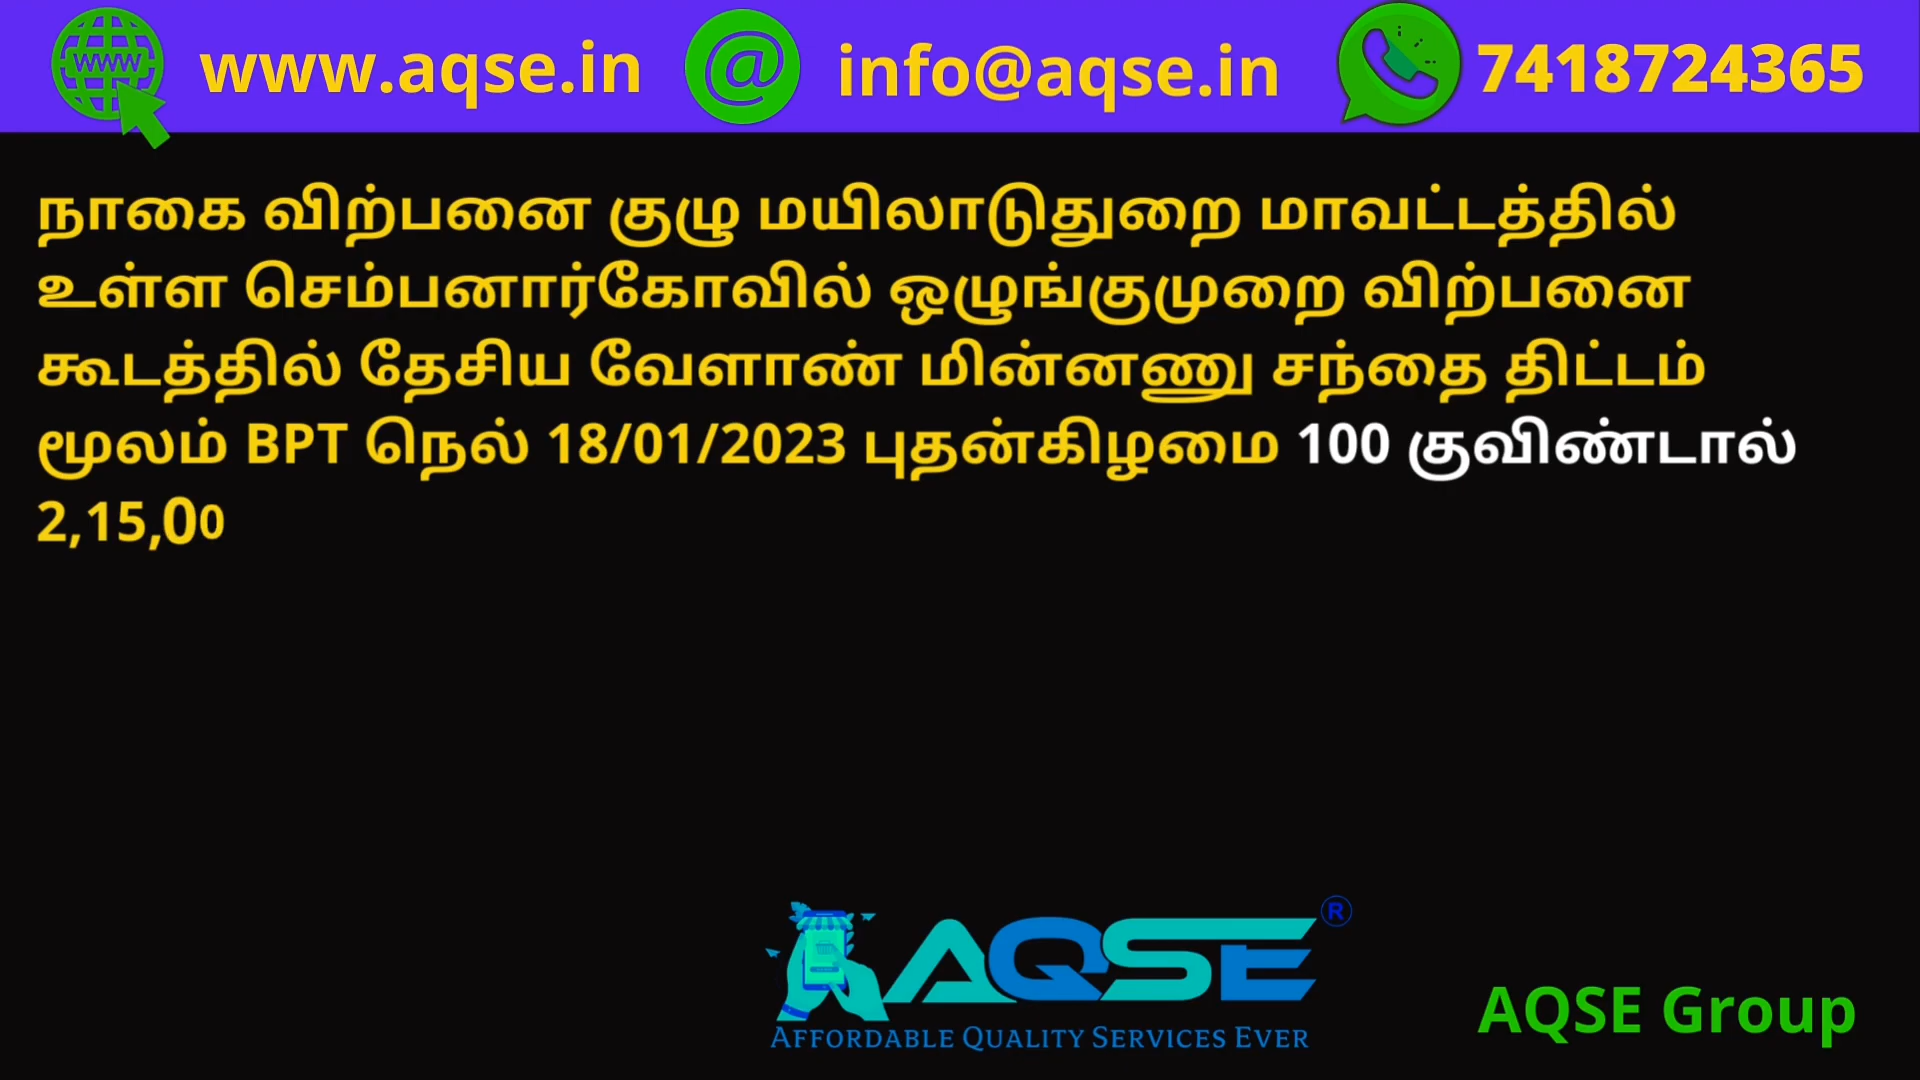 www.aqse.in
info@aqse.in
7418724365
நாகை விற்பனை குழு மயிலாடுதுறை மாவட்டத்தில்
உள்ள செம்பனார்கோவில் ஒழுங்குமுறை விற்பனை
கூடத்தில் தேசிய வேளாண் மின்னணு சந்தை திட்டம்
மூலம் BPT நெல் 18/01/2023 புதன்கிழமை 100 குவிண்டால்
2,15,00
AQSE ®
AFFORDABLE QUALITY SERVICES EVER
AQSE Group